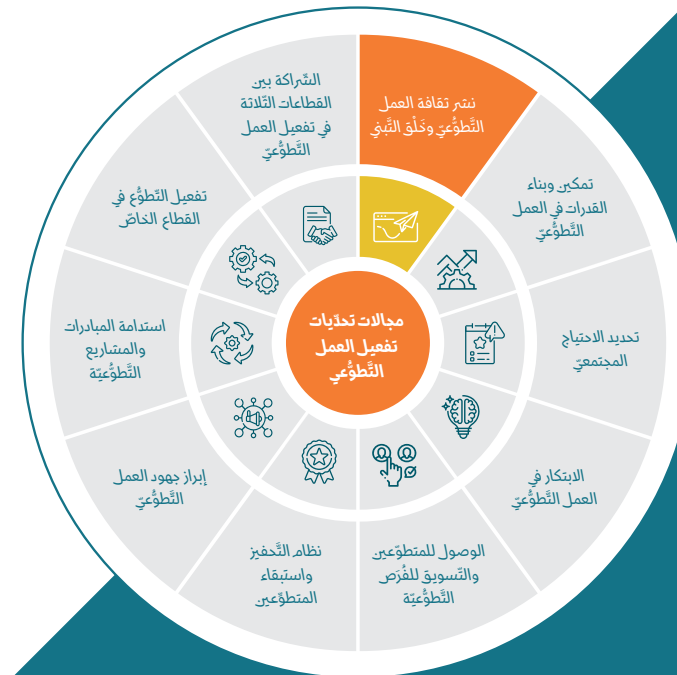 مجالات تحدّيات
تفعيل العمل
التَّطوُّعي
نشر ثقافة العمل
التَّطوُّعيّ وخَلْق التَّبني
تمكين وبناء
القدرات في العمل
التَّطوُّعيّ
تحديد الاحتياج
المجتمعيّ
الابتكار في
العمل التَّطوُّعيّ
الوصول للمتطوّعين
والتّسويق للفُرَص
التَّطوُّعيّة
نظام التَّحفيز
واستبقاء
المتطوِّعين
إبراز جهود العمل
التَّطوُّعيّ
استدامة المبادرات
والمشاريع
التَّطوُّعيّة
تفعيل التّطوُّع في
القطاع الخاصّ
الشّراكة بين
القطاعات الثّلاثة
في تفعيل العمل
التَّطوُّعيّ